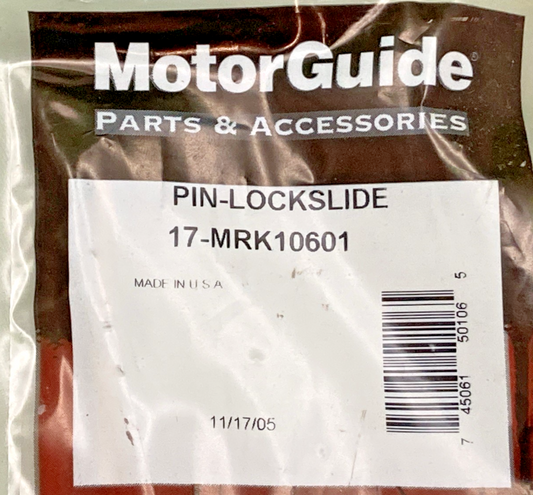 MotorGuide®
PARTS & ACCESSORIES
PIN-LOCKSLIDE
17-MRK10601
MADE IN U S A
7 45061 50106 5
11/17/05